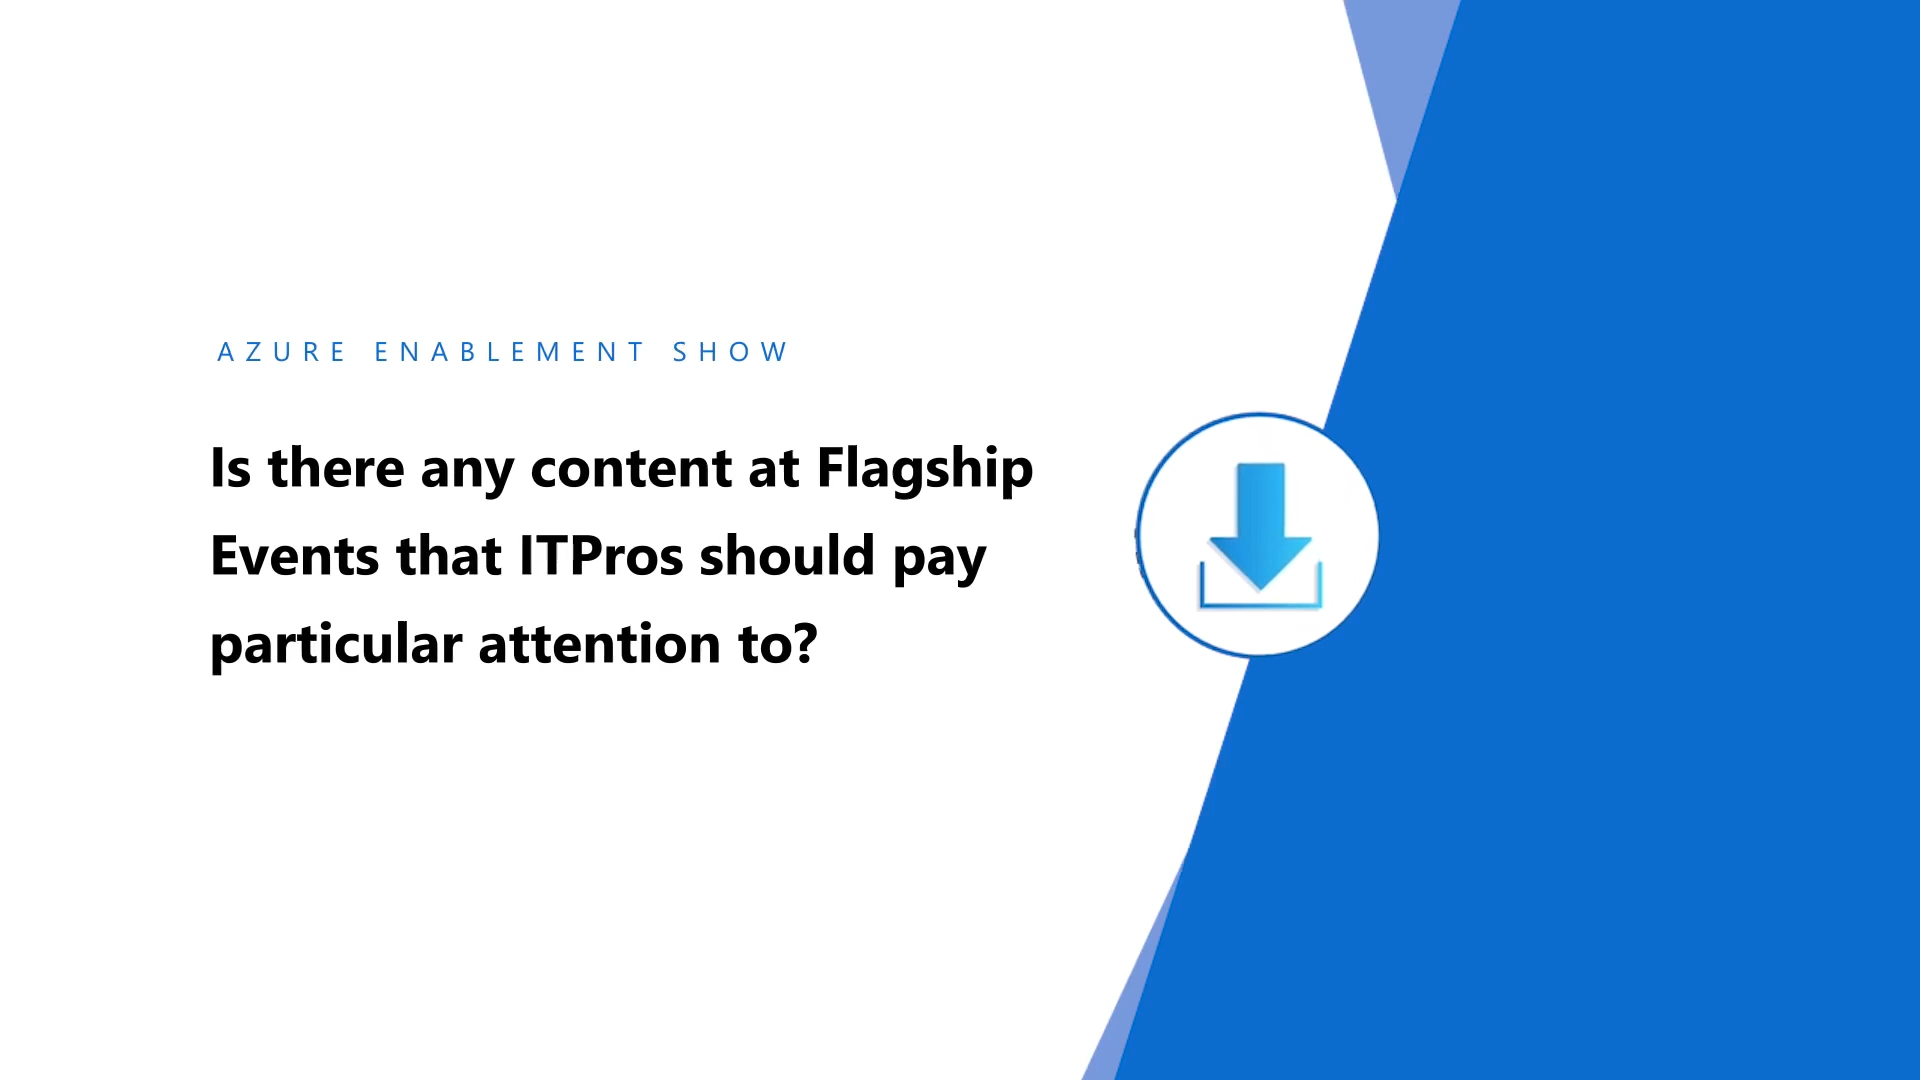 AZURE ENABLEMENT SHOW
Is there any content at Flagship
Events that ITPros should pay
particular attention to?